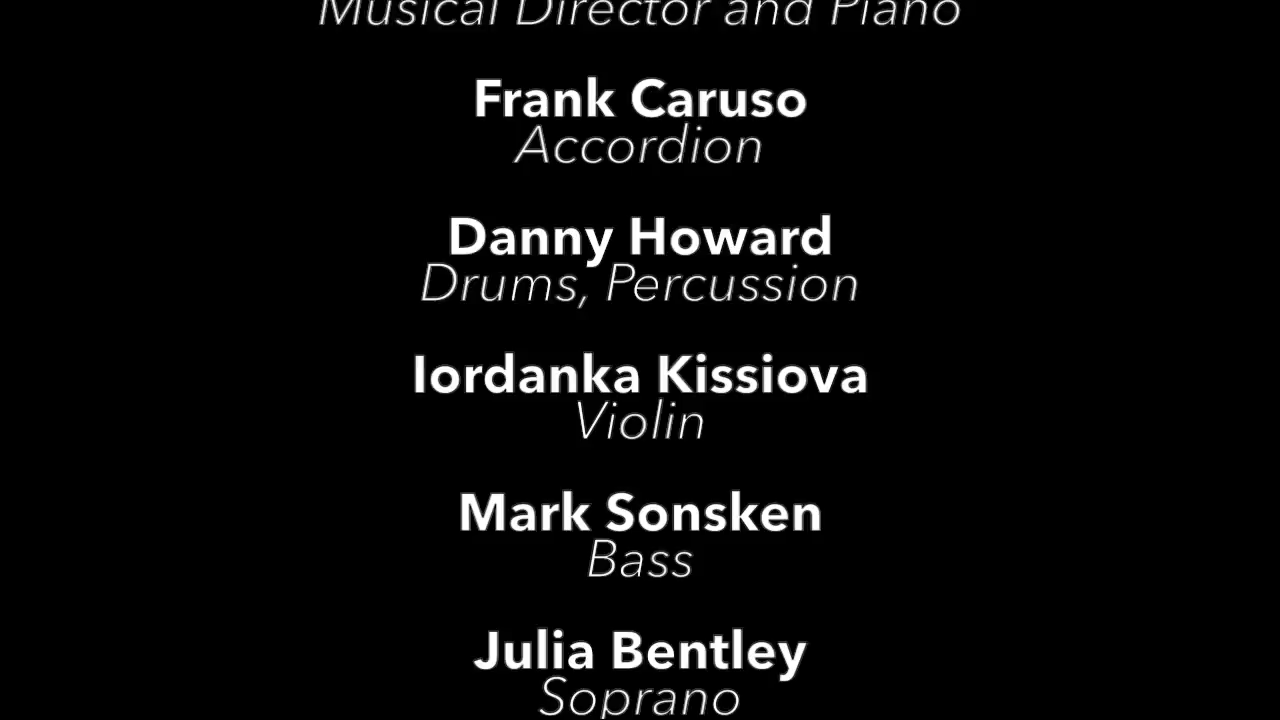 Musical Director and Piano
Frank Caruso
Accordion
Danny Howard
Drums, Percussion
Iordanka Kissiova
Violin
Mark Sonsken
Bass
Julia Bentley
Soprano